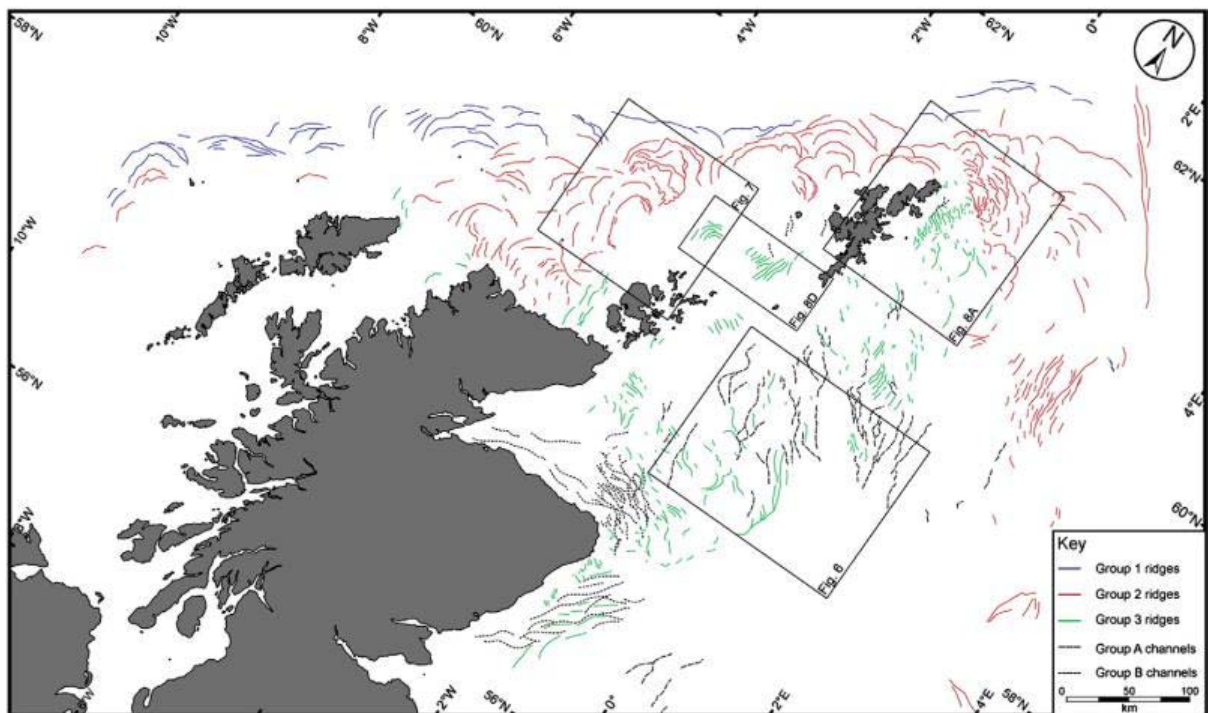 58°N 10°W 8°W 60°N 6°W 4°W 2°W 62°N 0°
N
2°E
62°N
Fig. 7
10°W
Fig. 8D
Fig. 8A
56°N
4°E
60°N
Fig. 6
Key
Group 1 ridges
Group 2 ridges
Group 3 ridges
Group A channels
Group B channels
0 50 100
km
2°W 56°N 0° 2°E 4°E 58°N